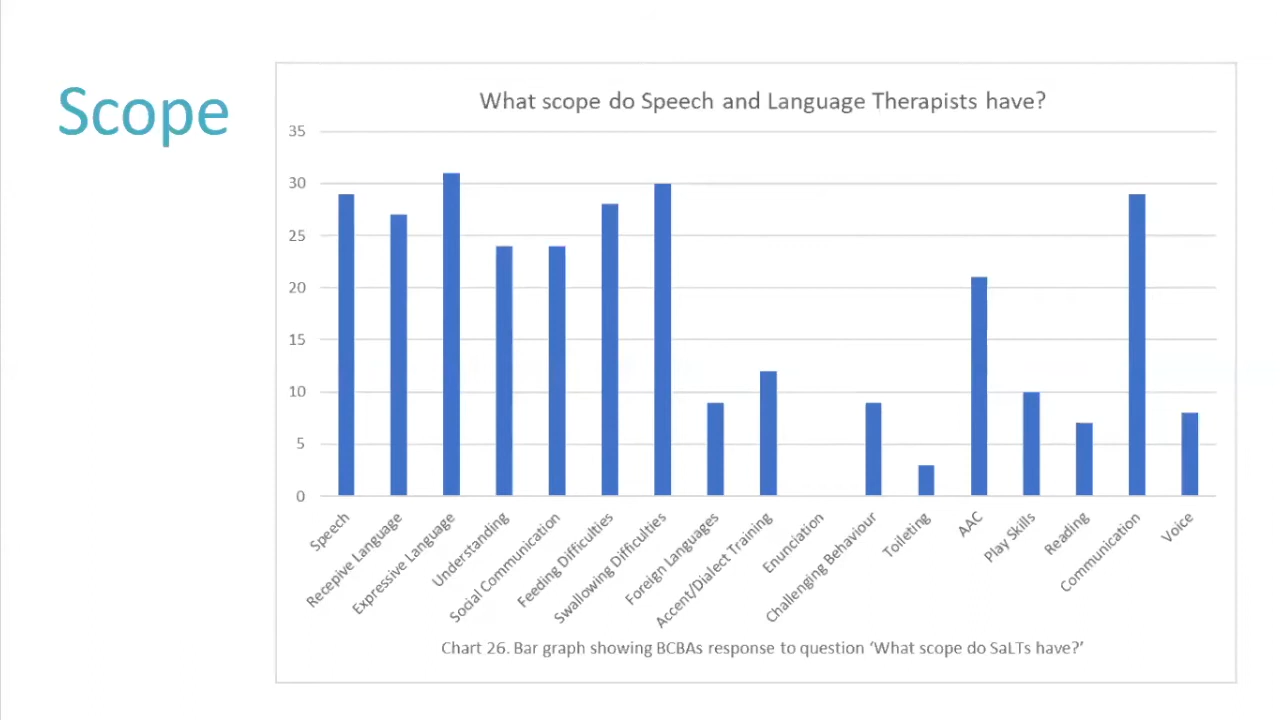 Scope
What scope do Speech and Language Therapists have?
35
30
25
20
15
10
5
0
Speech
Recepive Language
Expressive Language
Understanding
Social Communication
Feeding Difficulties
Swallowing Difficulties
Foreign Languages
Accent/Dialect Training
Enunciation
Challenging Behaviour
Toileting
AAC
Play Skills
Reading
Communication
Voice
Chart 26. Bar graph showing BCBAs response to question ‘What scope do SaLTs have?’